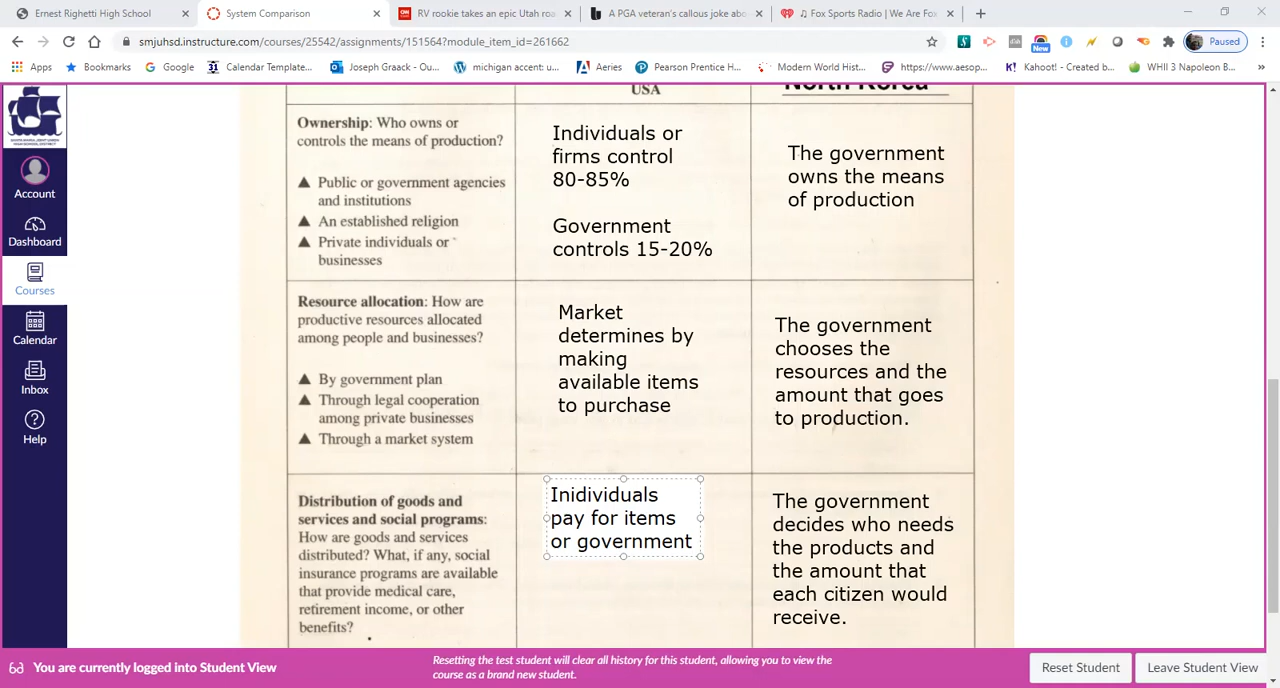 Ernest Righetti High School
System Comparison
RV rookie takes an epic Utah roa
A PGA veteran's callous joke abo
♫ Fox Sports Radio | We Are Fox
smjuhsd.instructure.com/courses/25542/assignments/151564?module_item_id=261662
New
Paused
Apps
Bookmarks
Google
Calendar Template...
Joseph Graack - Ou...
michigan accent: u...
Aeries
Pearson Prentice H...
Modern World Hist...
https://www.aesop...
Kahoot! - Created b...
WHII 3 Napoleon B...
Account
Dashboard
Courses
Calendar
Inbox
Help
USA
North Korea
Ownership: Who owns or
controls the means of production?
▲ Public or government agencies
and institutions
▲ An established religion
▲ Private individuals or
businesses
Individuals or
firms control
80-85%
Government
controls 15-20%
The government
owns the means
of production
Resource allocation: How are
productive resources allocated
among people and businesses?
▲ By government plan
▲ Through legal cooperation
among private businesses
▲ Through a market system
Market
determines by
making
available items
to purchase
The government
chooses the
resources and the
amount that goes
to production.
Distribution of goods and
services and social programs:
How are goods and services
distributed? What, if any, social
insurance programs are available
that provide medical care,
retirement income, or other
benefits?
Inidividuals
pay for items
or government
The government
decides who needs
the products and
the amount that
each citizen would
receive.
You are currently logged into Student View
Resetting the test student will clear all history for this student, allowing you to view the
course as a brand new student.
Reset Student
Leave Student View